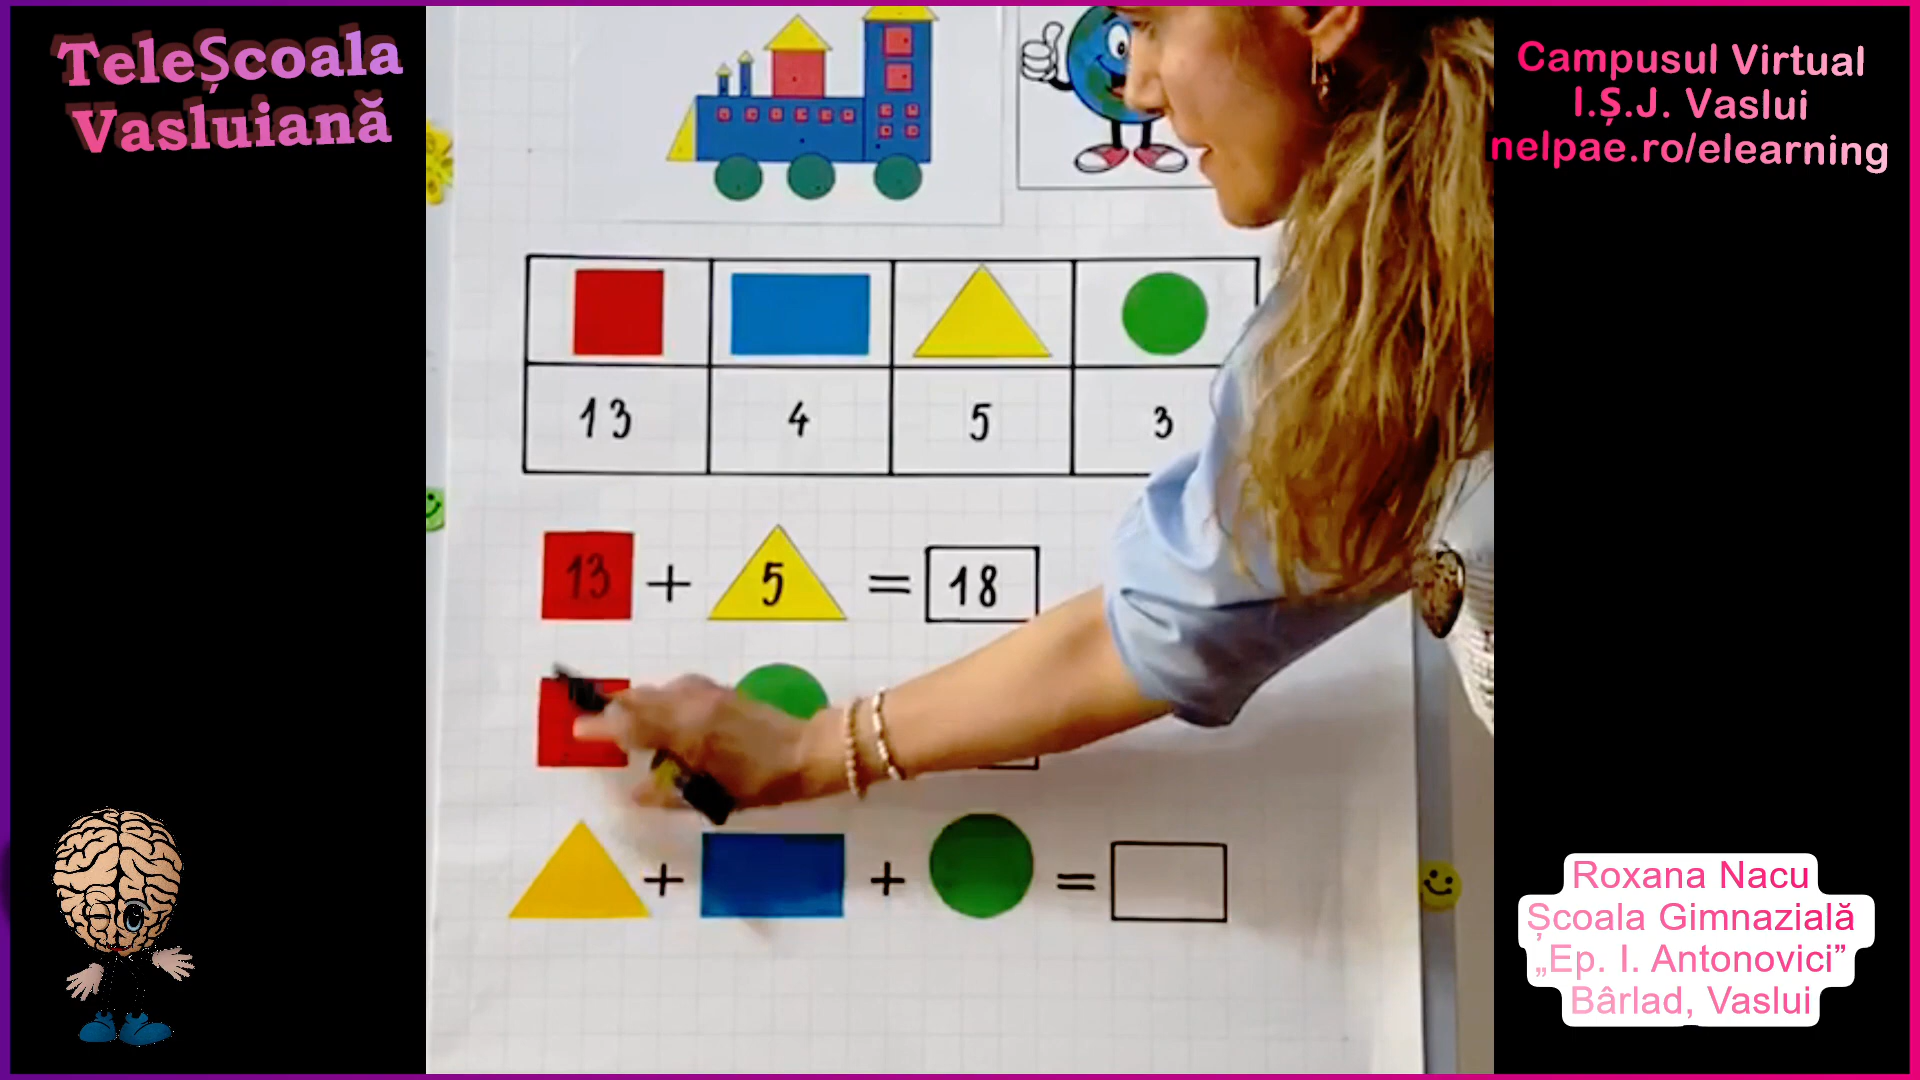 TeleȘcoala
Vasluiană
Campusul Virtual
I.Ș.J. Vaslui
nelpae.ro/elearning
13 4 5 3
13 + 5 = 18
+ + =
Roxana Nacu
Școala Gimnazială
„Ep. I. Antonovici”
Bârlad, Vaslui